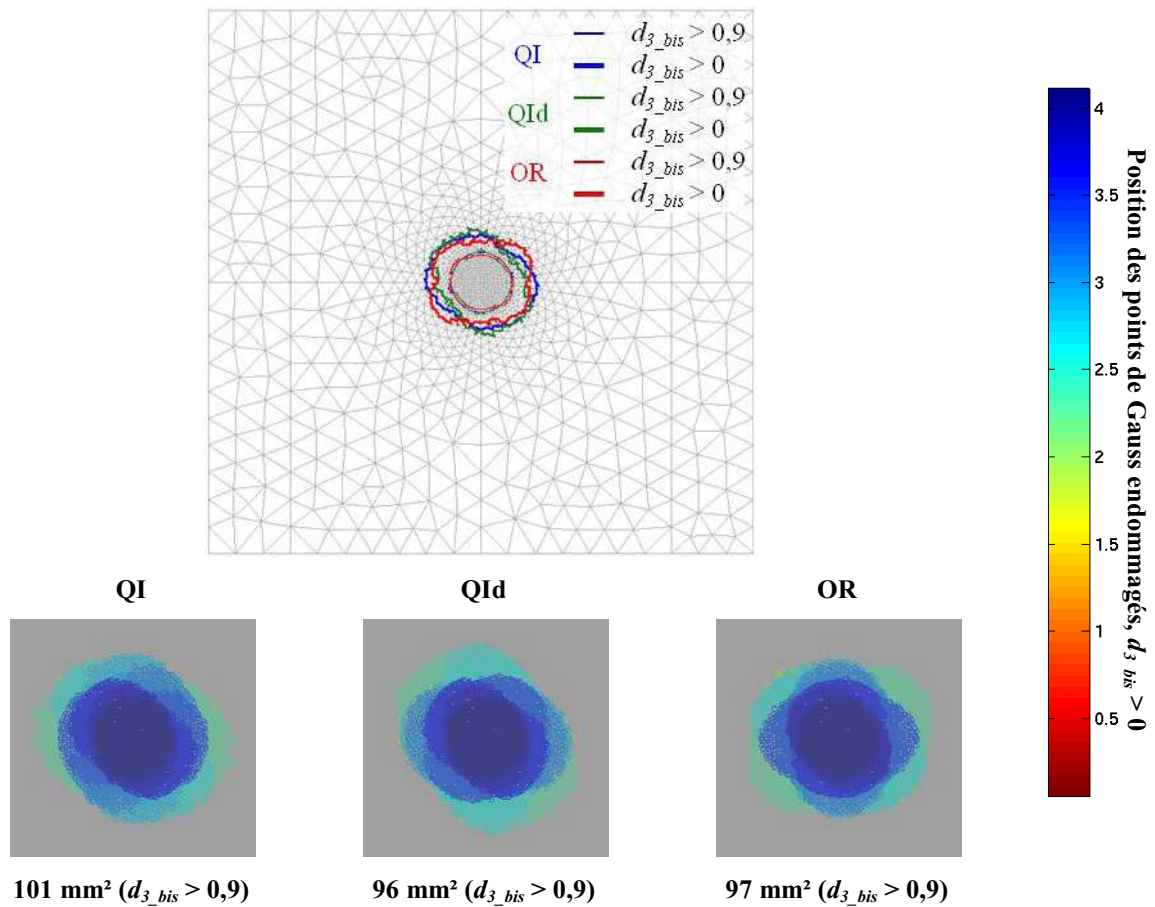 d3_bis > 0,9
QI
d3_bis > 0
d3_bis > 0,9
QId
d3_bis > 0
d3_bis > 0,9
OR
d3_bis > 0
4
3.5
3
2.5
2
1.5
1
0.5
Position des points de Gauss endommagés, d3_bis > 0
QI QId OR
101 mm² (d3_bis > 0,9) 96 mm² (d3_bis > 0,9) 97 mm² (d3_bis > 0,9)